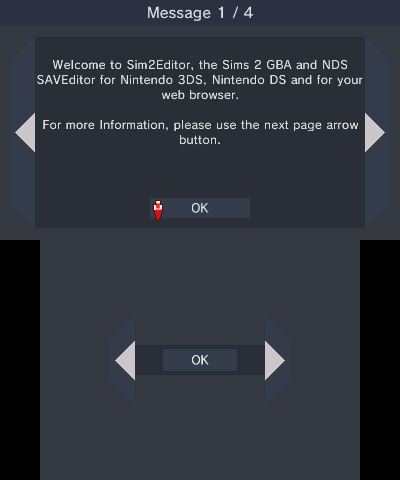 Message 1 / 4
Welcome to Sim2Editor, the Sims 2 GBA and NDS
SAVEditor for Nintendo 3DS, Nintendo DS and for your
web browser.
For more Information, please use the next page arrow
button.
OK
OK